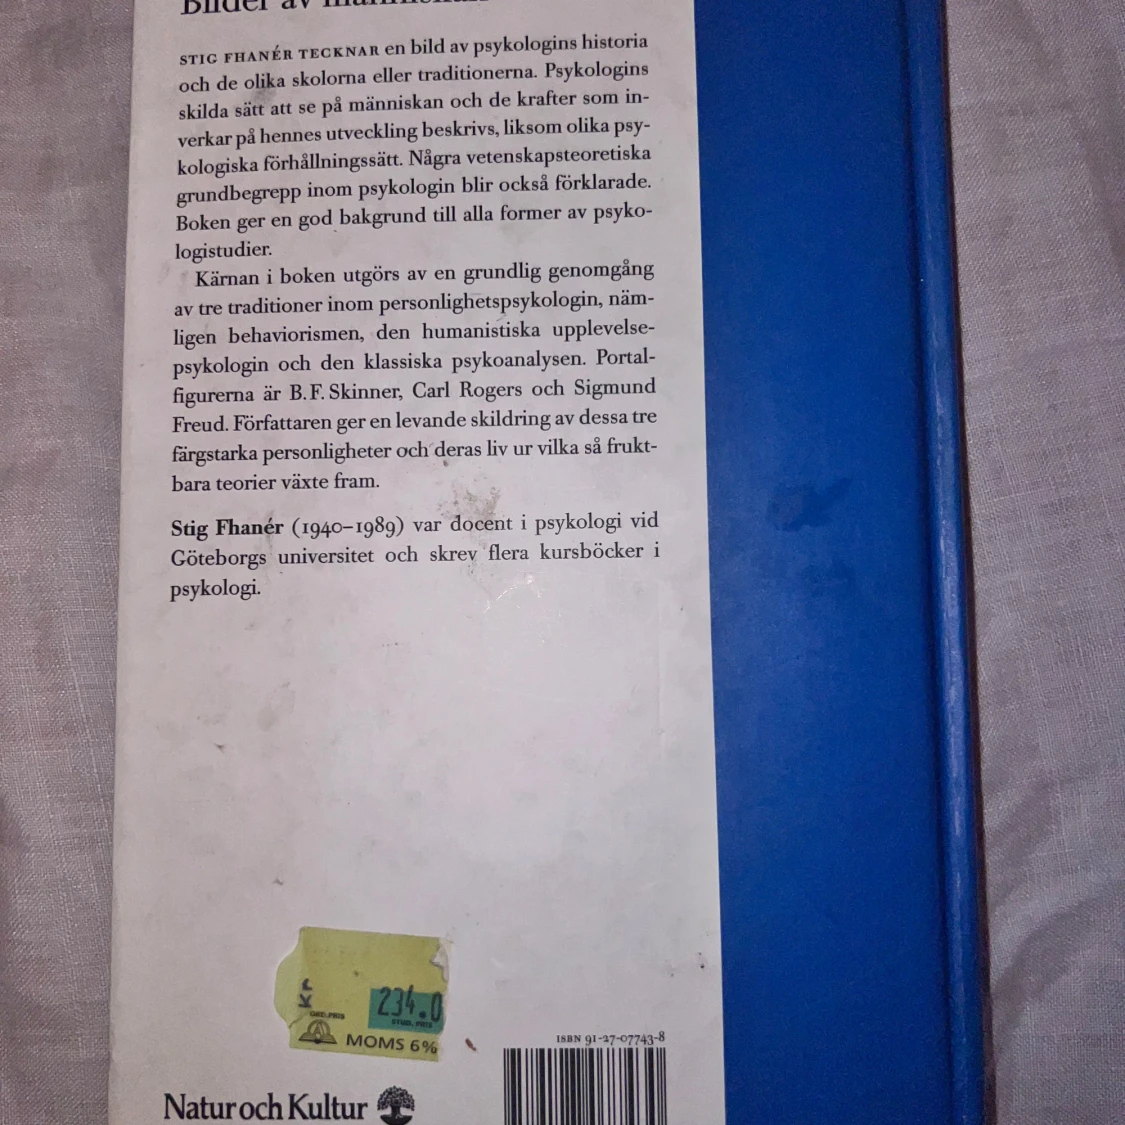 Bilder av
STIG FHANÉR TECKNAR en bild av psykologins historia
och de olika skolorna eller traditionerna. Psykologins
skilda sätt att se på människan och de krafter som in-
verkar på hennes utveckling beskrivs, liksom olika psy-
kologiska förhållningssätt. Några vetenskapsteoretiska
grundbegrepp inom psykologin blir också förklarade.
Boken ger en god bakgrund till alla former av psyko-
logistudier.
Kärnan i boken utgörs av en grundlig genomgång
av tre traditioner inom personlighetspsykologin, näm-
ligen behaviorismen, den humanistiska upplevelse-
psykologin och den klassiska psykoanalysen. Portal-
figurerna är B.F. Skinner, Carl Rogers och Sigmund
Freud. Författaren ger en levande skildring av dessa tre
färgstarka personligheter och deras liv ur vilka så frukt-
bara teorier växte fram.
Stig Fhanér (1940–1989) var docent i psykologi vid
Göteborgs universitet och skrev flera kursböcker i
psykologi.
Kr
234.0
ORD.PRIS
STUD.PRIS
MOMS 6%
ISBN 91-27-07743-8
Natur och Kultur